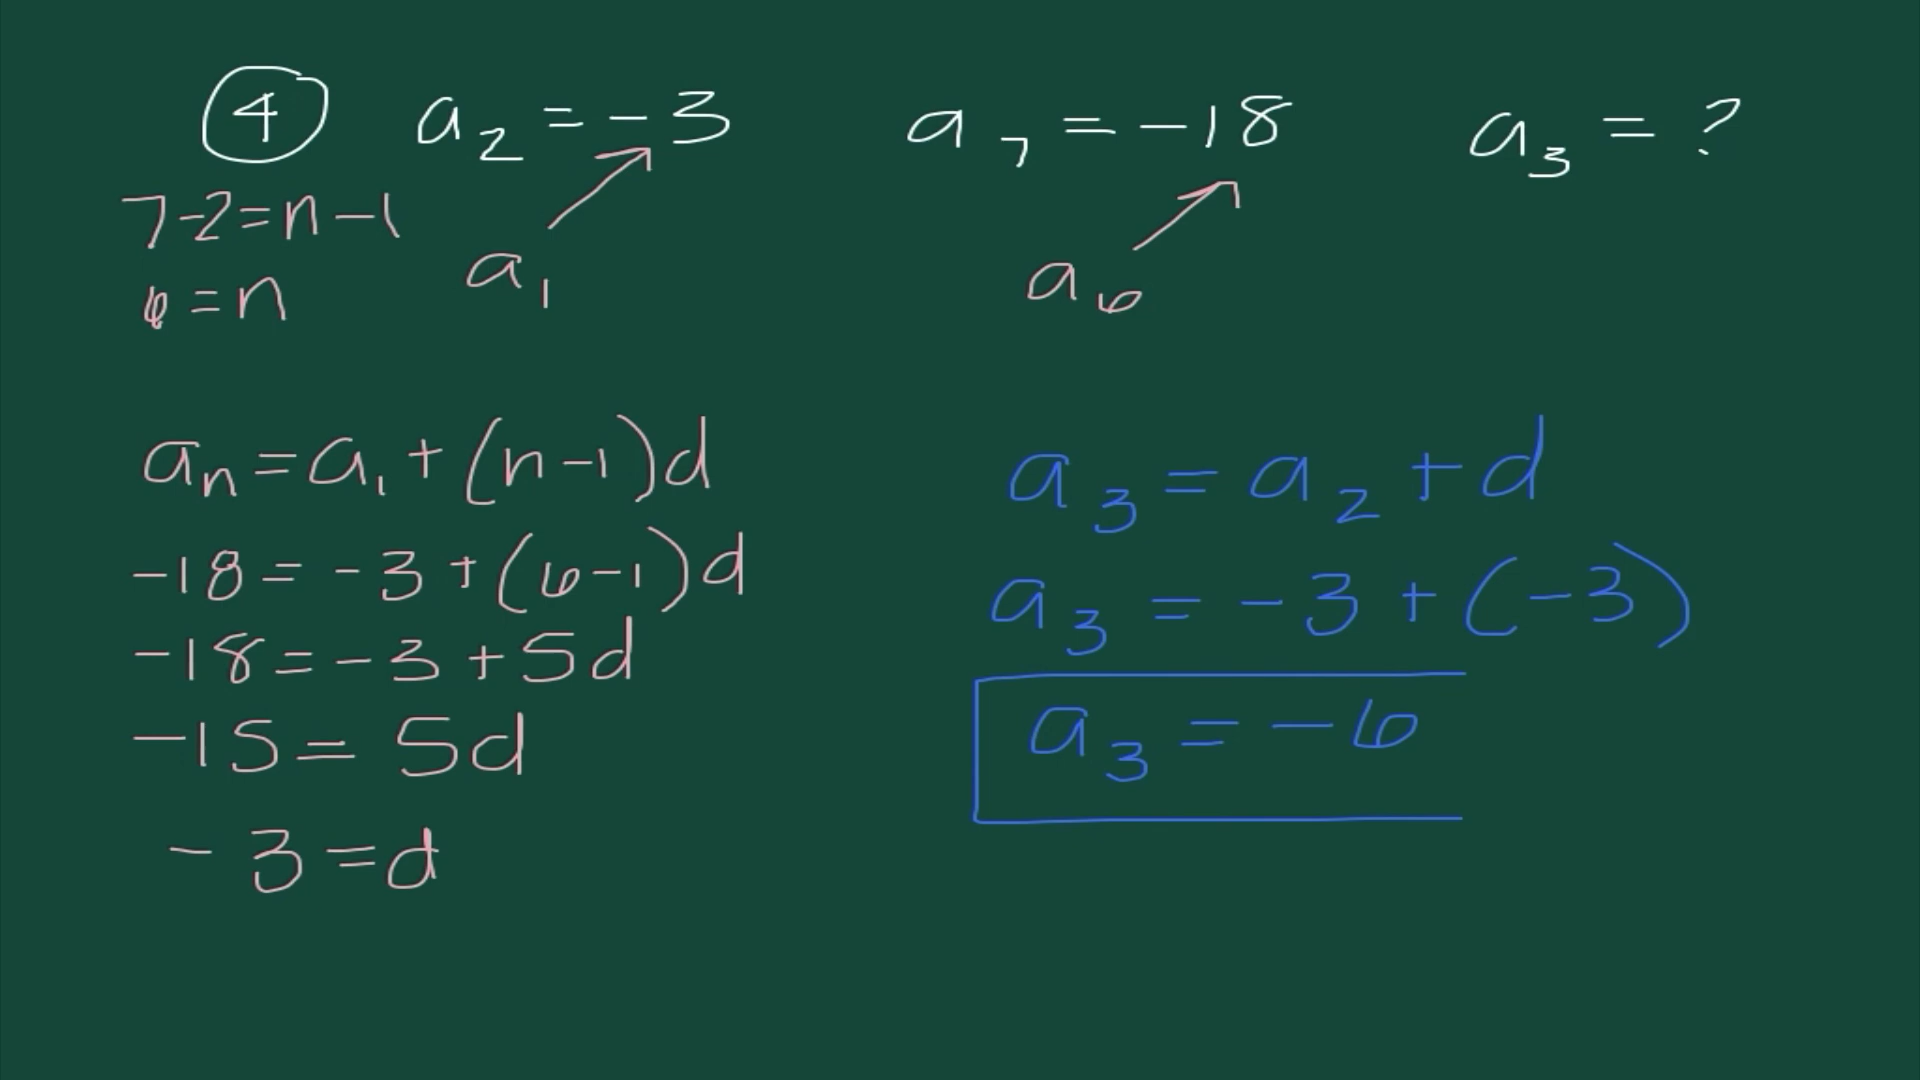 ④ a₂ = -3 a₇ = -18 a₃ = ?
7-2=n-1
6=n
a₁
a₆
aₙ = a₁ + (n-1)d
-18 = -3 + (6-1)d
-18 = -3 + 5d
-15 = 5d
-3 = d
a₃ = a₂ + d
a₃ = -3 + (-3)
a₃ = -6